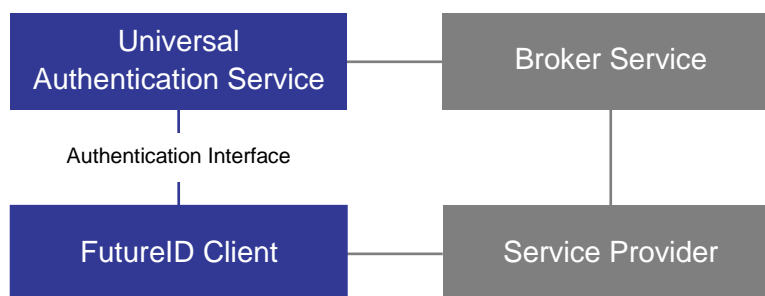 Universal
Authentication Service
Broker Service
Authentication Interface
FutureID Client
Service Provider